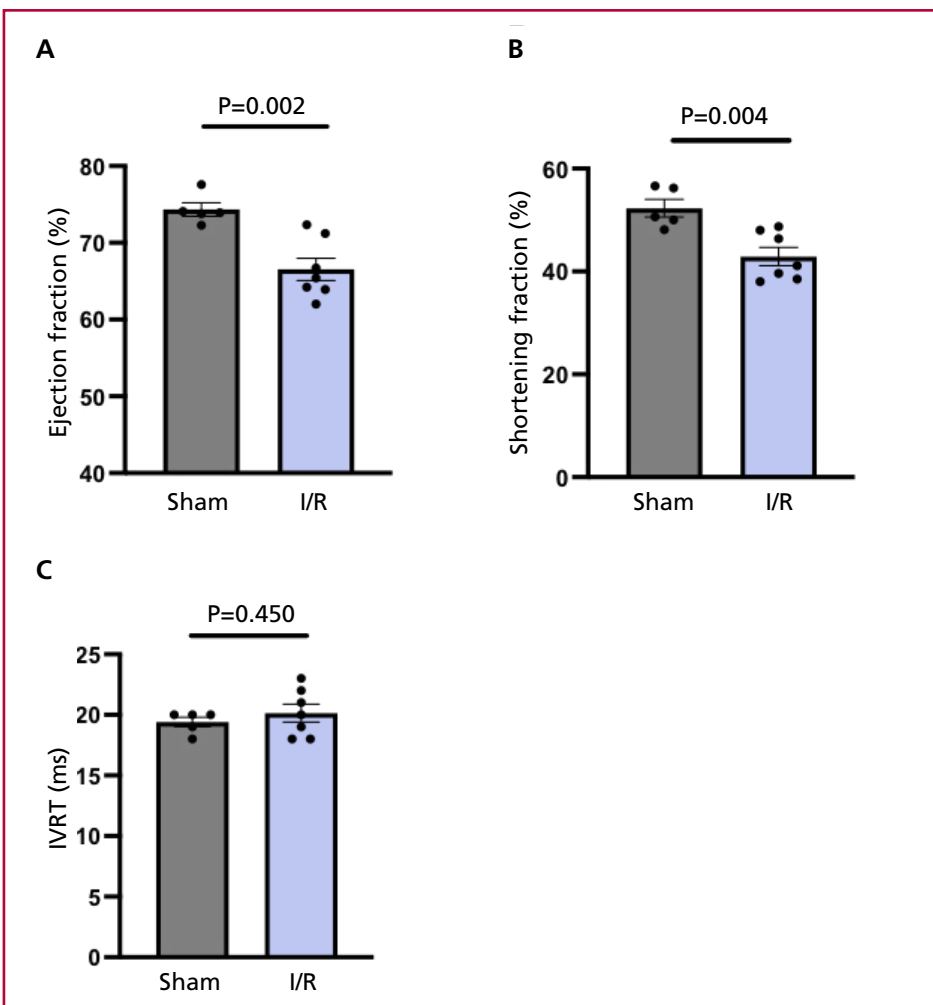 A
P=0.002
Ejection fraction (%)
80
70
60
50
40
Sham I/R
B
P=0.004
Shortening fraction (%)
60
40
20
0
Sham I/R
C
P=0.450
IVRT (ms)
25
20
15
10
5
0
Sham I/R